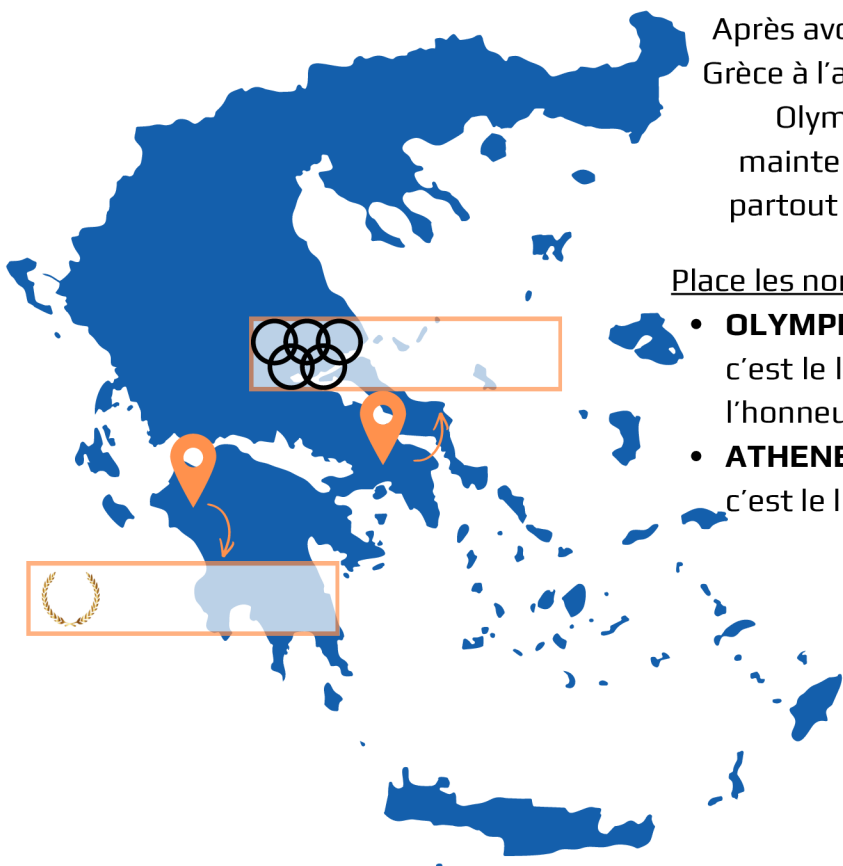 Après avo
Grèce à l'a
Olym
mainte
partout
Place les nor
• OLYMPI
c'est le l
l'honneu
• ATHENE
c'est le l